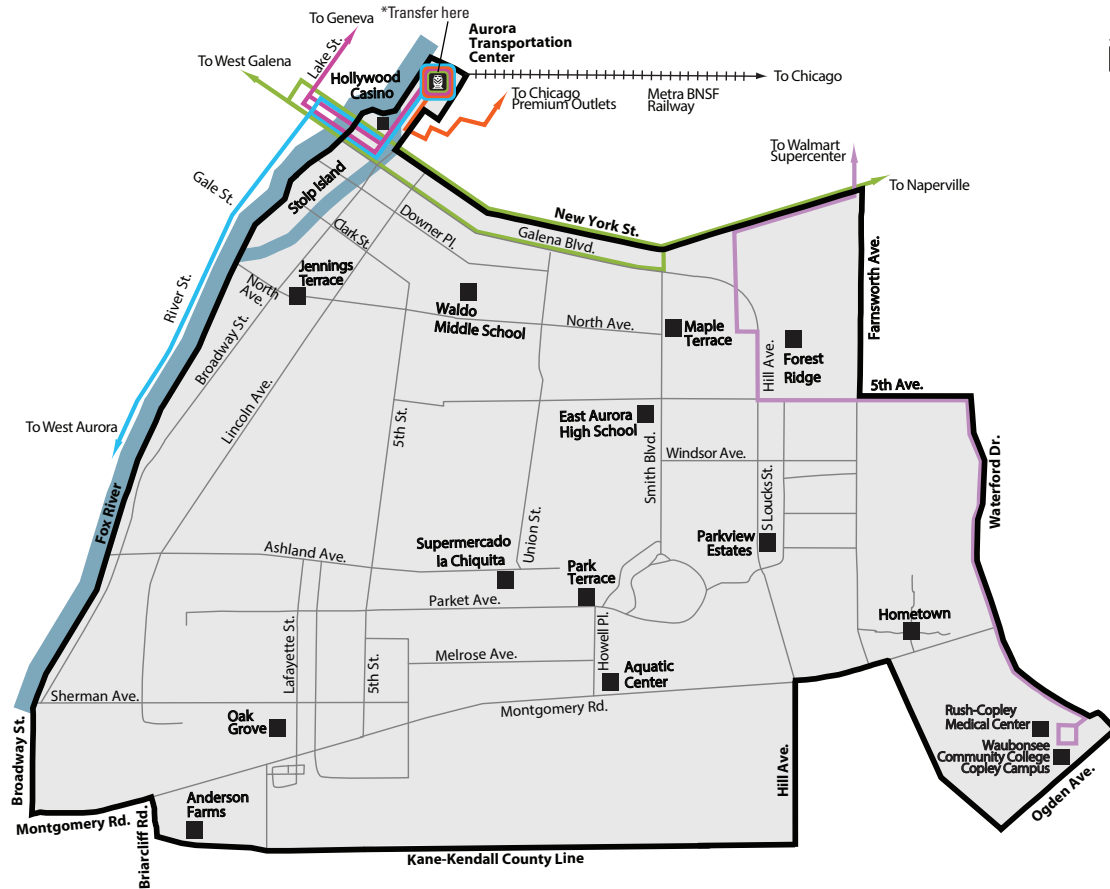 *Transfer here
To Geneva
Aurora
Transportation
Center
Lake St.
To West Galena
Hollywood
Casino
To Chicago
To Chicago
Premium Outlets
Metra BNSF
Railway
To Walmart
Supercenter
To Naperville
Gale St.
Stolp Island
New York St.
Galena Blvd.
Downer Pl.
Clark St.
Farnsworth Ave.
Jennings
Terrace
North
Ave.
River St.
Waldo
Middle School
North Ave.
Maple
Terrace
Hill Ave.
Forest
Ridge
Broadway St.
Lincoln Ave.
5th Ave.
To West Aurora
5th St.
East Aurora
High School
Smith Blvd.
Windsor Ave.
S Loucks St.
Waterford Dr.
Fox River
Union St.
Ashland Ave.
Supermercado
la Chiquita
Parkview
Estates
Park
Terrace
Parket Ave.
Hometown
Lafayette St.
5th St.
Melrose Ave.
Howell Pl.
Aquatic
Center
Sherman Ave.
Montgomery Rd.
Oak
Grove
Rush-Copley
Medical Center
Waubonsee
Community College
Copley Campus
Ogden Ave.
Broadway St.
Hill Ave.
Anderson
Farms
Montgomery Rd.
Briarcliff Rd.
Kane-Kendall County Line